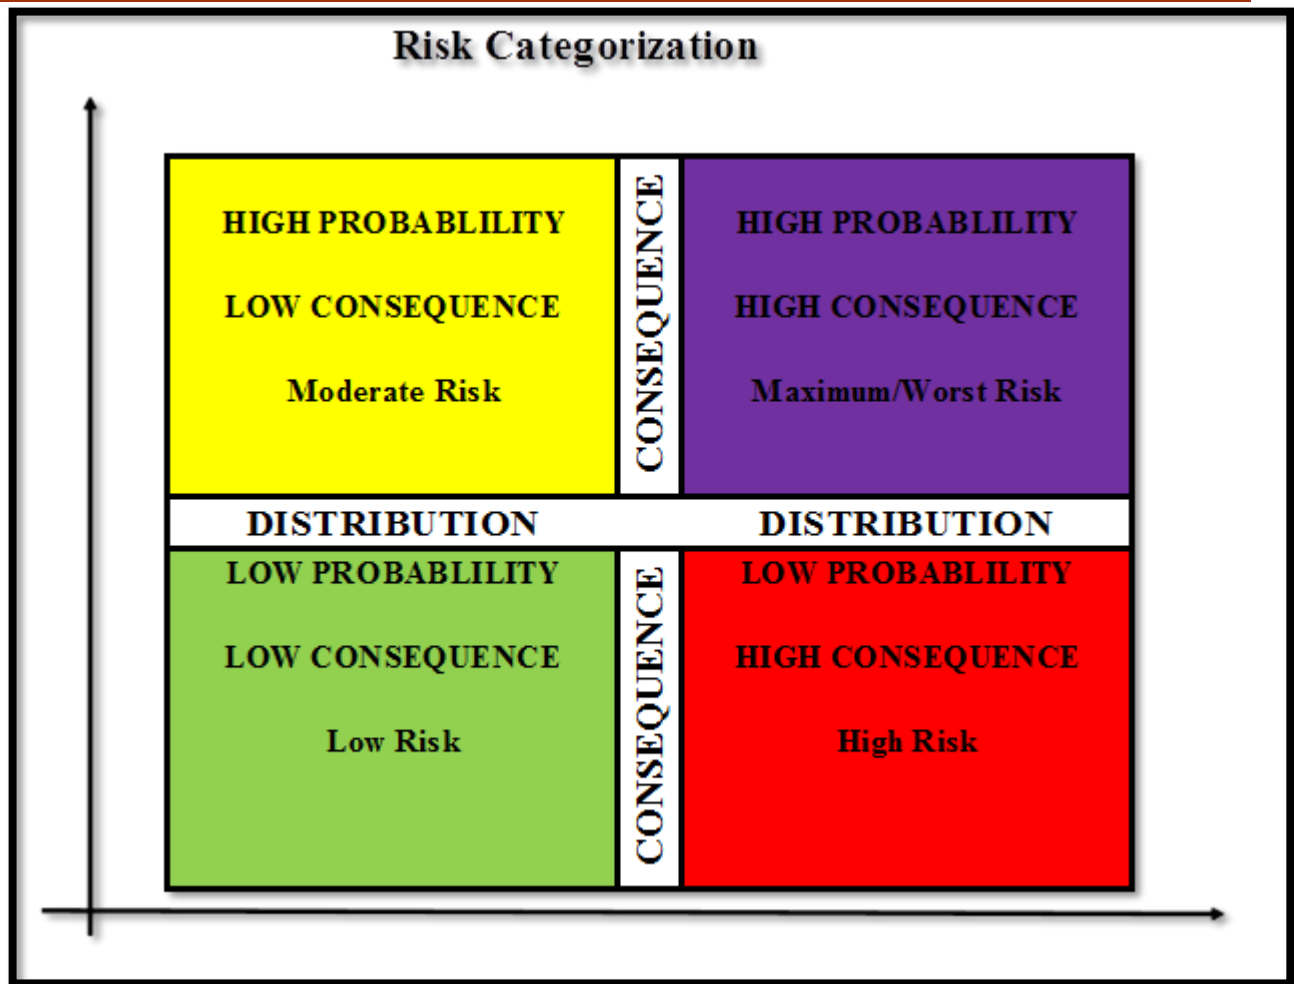 Risk Categorization
HIGH PROBABLILITY
LOW CONSEQUENCE
Moderate Risk
CONSEQUENCE
HIGH PROBABLILITY
HIGH CONSEQUENCE
Maximum/Worst Risk
DISTRIBUTION
DISTRIBUTION
LOW PROBABLILITY
LOW CONSEQUENCE
Low Risk
CONSEQUENCE
LOW PROBABLILITY
HIGH CONSEQUENCE
High Risk